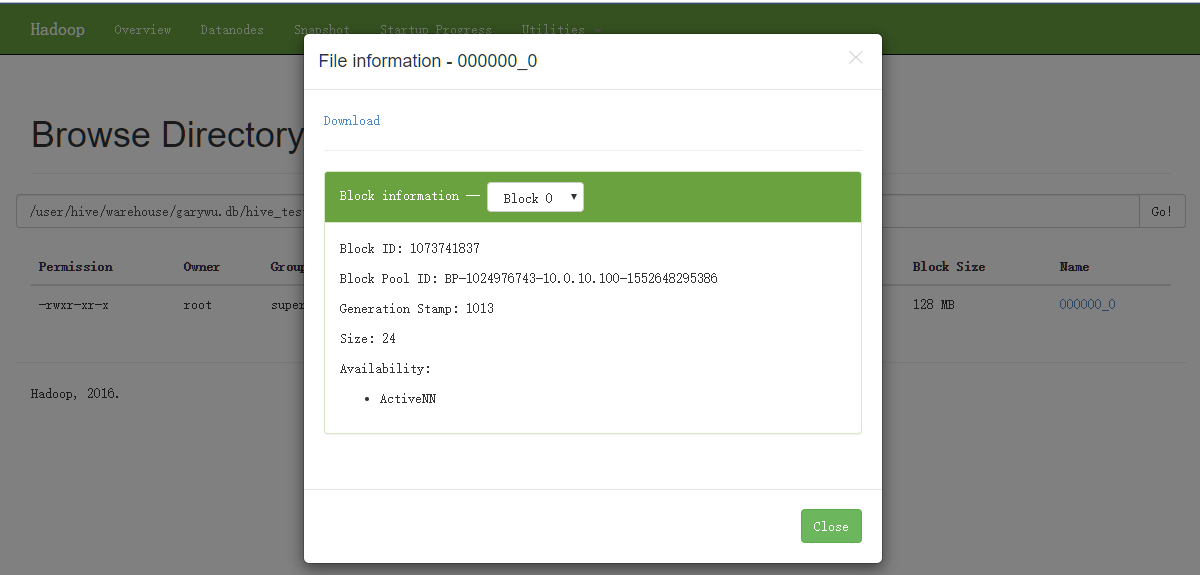 Hadoop Overview Datanodes Snapshot Startup Progress Utilities
File information - 000000_0 ×
Download
Browse Directory
Block information — Block 0
/user/hive/warehouse/garywu.db/hive_tes Go!
Block ID: 1073741837
Permission Owner Group Block Size Name
Block Pool ID: BP-1024976743-10.0.10.100-1552648295386
-rwxr-xr-x root super 128 MB 000000_0
Generation Stamp: 1013
Size: 24
Availability:
Hadoop, 2016.
• ActiveNN
Close